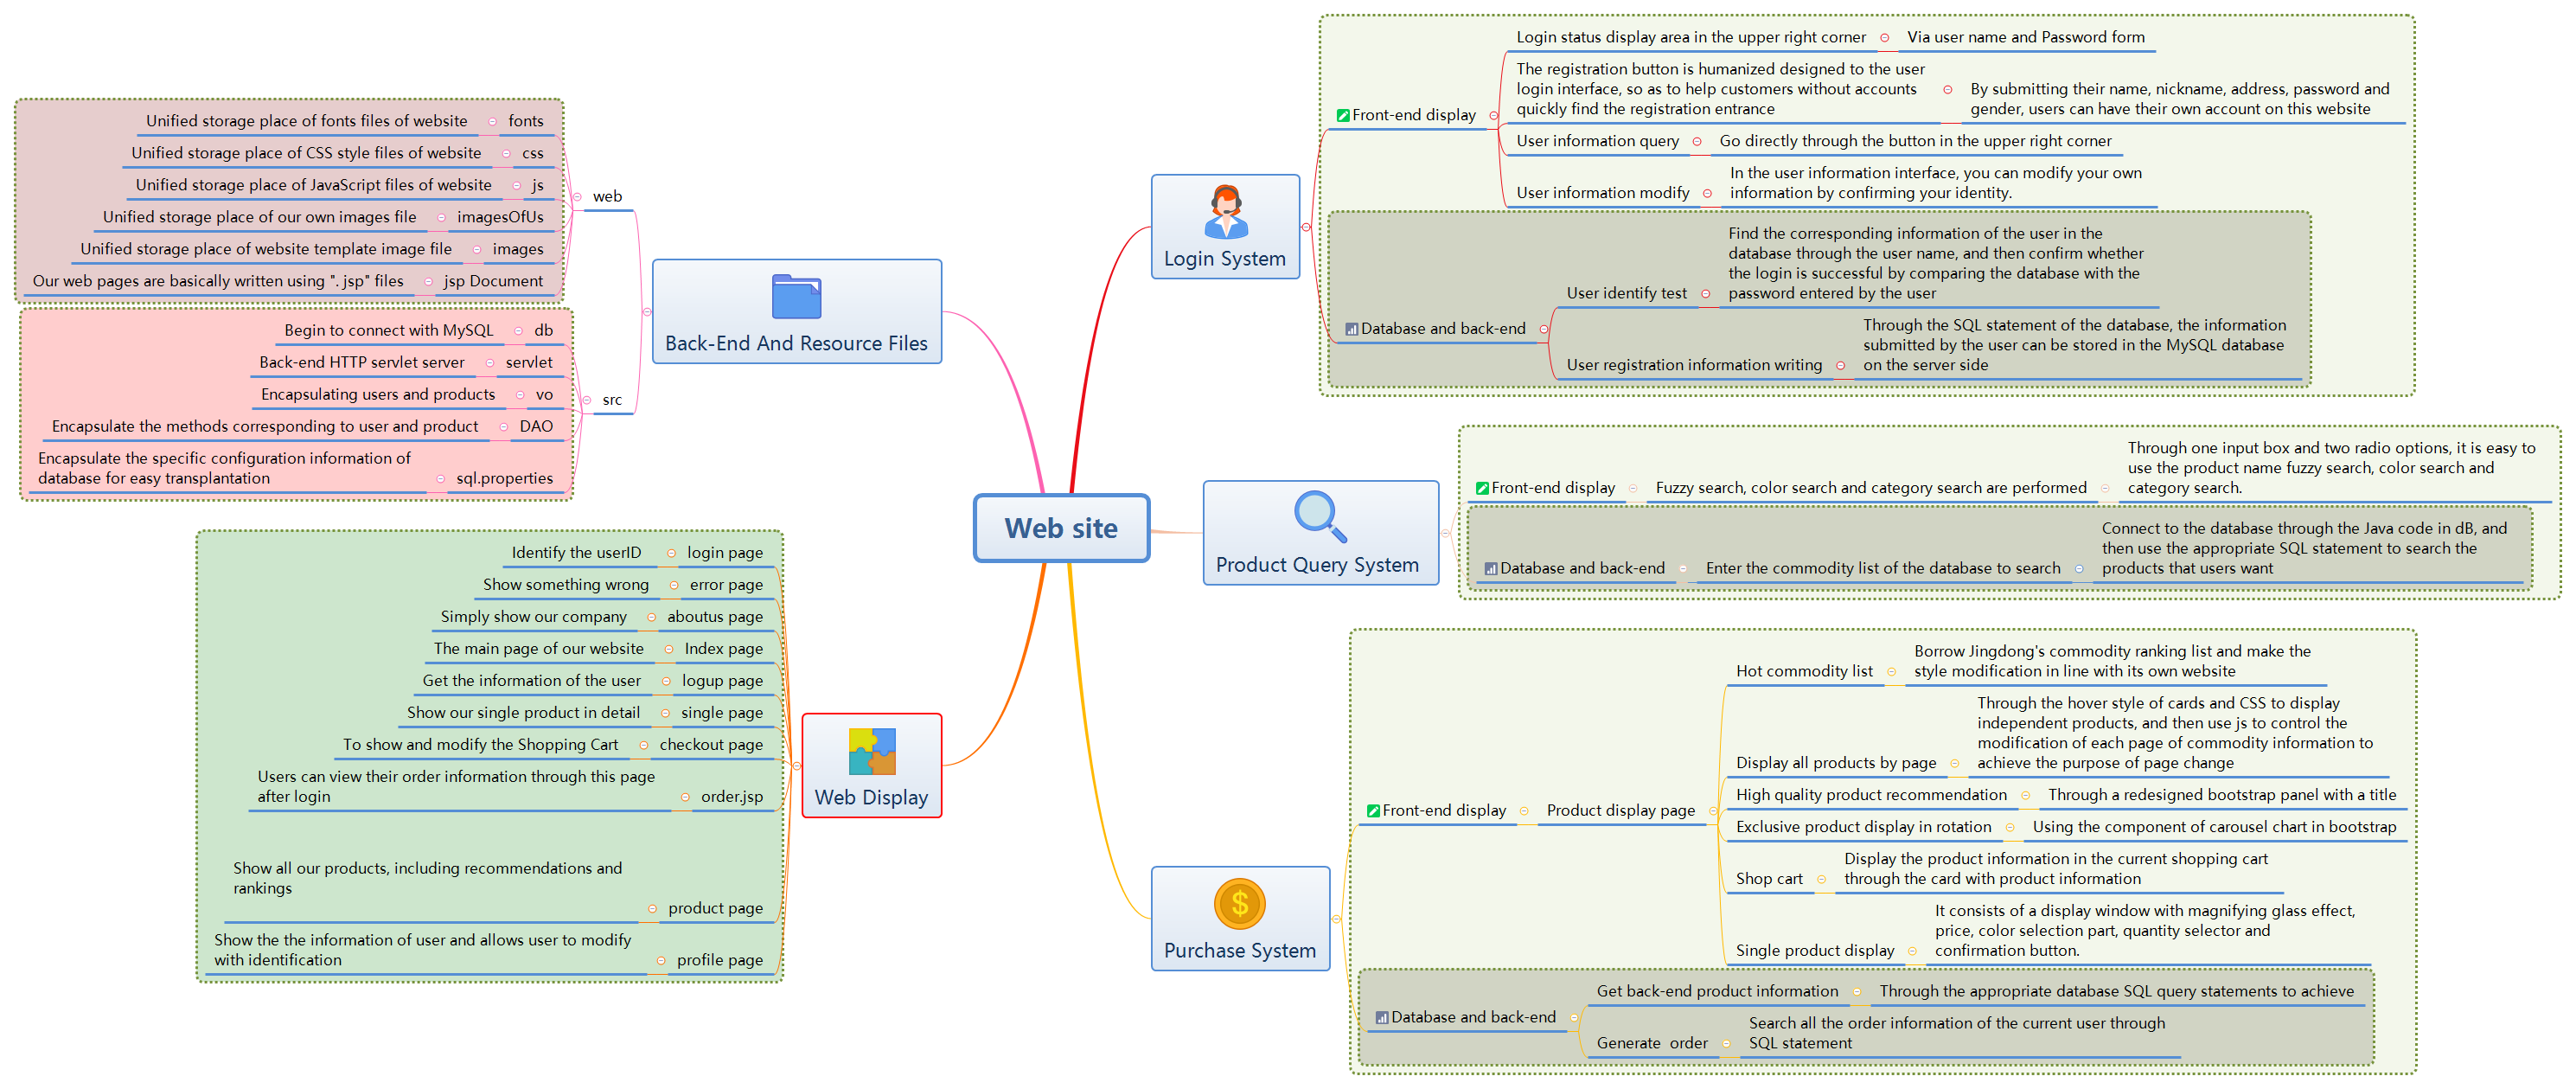 Web site
Login System
Front-end display
Login status display area in the upper right corner
Via user name and Password form
The registration button is humanized designed to the user
login interface, so as to help customers without accounts
quickly find the registration entrance
By submitting their name, nickname, address, password and
gender, users can have their own account on this website
User information query
Go directly through the button in the upper right corner
User information modify
In the user information interface, you can modify your own
information by confirming your identity.
Database and back-end
User identify test
Find the corresponding information of the user in the
database through the user name, and then confirm whether
the login is successful by comparing the database with the
password entered by the user
User registration information writing
Through the SQL statement of the database, the information
submitted by the user can be stored in the MySQL database
on the server side
Product Query System
Front-end display
Fuzzy search, color search and category search are performed
Through one input box and two radio options, it is easy to
use the product name fuzzy search, color search and
category search.
Database and back-end
Enter the commodity list of the database to search
Connect to the database through the Java code in dB, and
then use the appropriate SQL statement to search the
products that users want
Purchase System
Front-end display
Product display page
Hot commodity list
Borrow Jingdong's commodity ranking list and make the
style modification in line with its own website
Display all products by page
Through the hover style of cards and CSS to display
independent products, and then use js to control the
modification of each page of commodity information to
achieve the purpose of page change
High quality product recommendation
Through a redesigned bootstrap panel with a title
Exclusive product display in rotation
Using the component of carousel chart in bootstrap
Shop cart
Display the product information in the current shopping cart
through the card with product information
Single product display
It consists of a display window with magnifying glass effect,
price, color selection part, quantity selector and
confirmation button.
Database and back-end
Get back-end product information
Through the appropriate database SQL query statements to achieve
Generate  order
Search all the order information of the current user through
SQL statement
Back-End And Resource Files
web
fonts
Unified storage place of fonts files of website
css
Unified storage place of CSS style files of website
js
Unified storage place of JavaScript files of website
imagesOfUs
Unified storage place of our own images file
images
Unified storage place of website template image file
jsp Document
Our web pages are basically written using ". jsp" files
src
db
Begin to connect with MySQL
servlet
Back-end HTTP servlet server
vo
Encapsulating users and products
DAO
Encapsulate the methods corresponding to user and product
sql.properties
Encapsulate the specific configuration information of
database for easy transplantation
Web Display
login page
Identify the userID
error page
Show something wrong
aboutus page
Simply show our company
Index page
The main page of our website
logup page
Get the information of the user
single page
Show our single product in detail
checkout page
To show and modify the Shopping Cart
order.jsp
Users can view their order information through this page
after login
product page
Show all our products, including recommendations and
rankings
profile page
Show the the information of user and allows user to modify
with identification